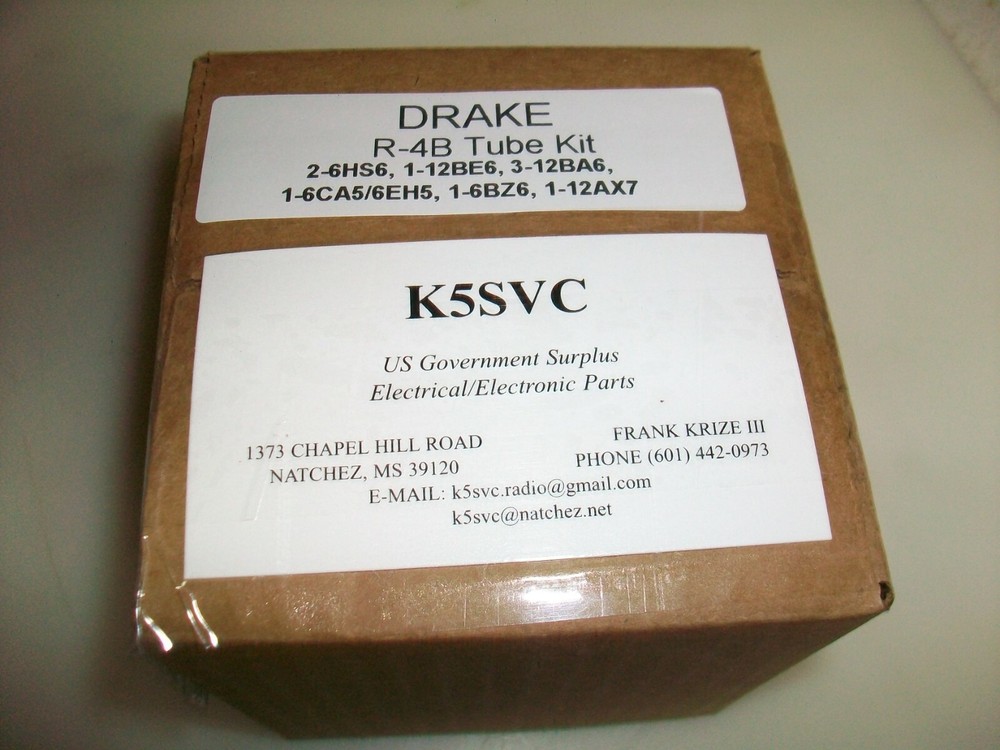 DRAKE
R-4B Tube Kit
2-6HS6, 1-12BE6, 3-12BA6,
1-6CA5/6EH5, 1-6BZ6, 1-12AX7
K5SVC
US Government Surplus
Electrical/Electronic Parts
1373 CHAPEL HILL ROAD
NATCHEZ, MS 39120
FRANK KRIZE III
PHONE (601) 442-0973
E-MAIL: k5svc.radio@gmail.com
k5svc@natchez.net